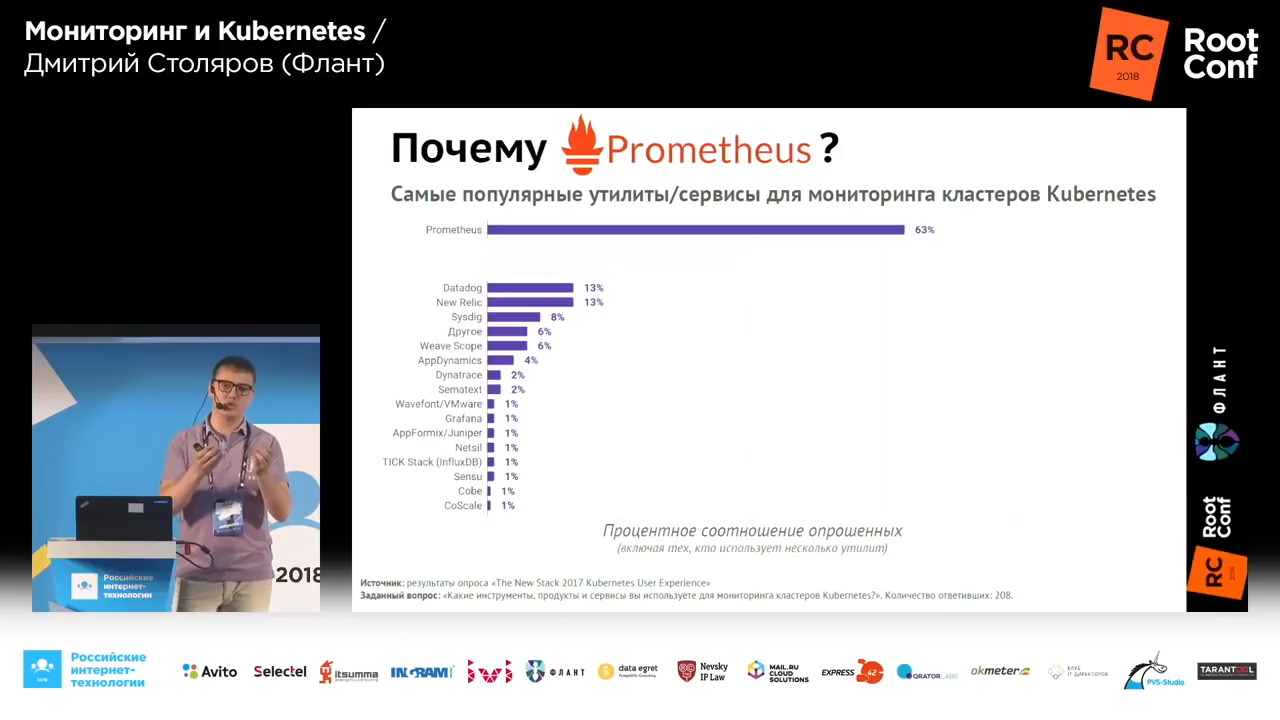 Мониторинг и Kubernetes /
Дмитрий Столяров (Флант)
RC
2018
Root
Conf
Почему Prometheus ?
Самые популярные утилиты/сервисы для мониторинга кластеров Kubernetes
Prometheus 63%
Datadog 13%
New Relic 13%
Sysdig 8%
Другое 6%
Weave Scope 6%
AppDynamics 4%
Dynatrace 2%
Sematext 2%
Wavefont/VMware 1%
Grafana 1%
AppFormix/Juniper 1%
Netsil 1%
TICK Stack (InfluxDB) 1%
Sensu 1%
Cobe 1%
CoScale 1%
Процентное соотношение опрошенных
(включая тех, кто использует несколько утилит)
Источник: результаты опроса «The New Stack 2017 Kubernetes User Experience»
Заданный вопрос: «Какие инструменты, продукты и сервисы вы используете для мониторинга кластеров Kubernetes?». Количество ответивших: 208.
2018
Российские
интернет-
технологии
ФЛАНТ
Root
Conf
RC
Российские
интернет-
технологии
Avito
Selectel
itsumma
INGRAM
ФЛАНТ
data egret
Nevsky
IP Law
MAIL.RU
CLOUD
SOLUTIONS
EXPRESS 42
QRATOR LABS
okmeter
КЛУБ
IT ДИРЕКТОРОВ
PVS-Studio
TARANTOOL